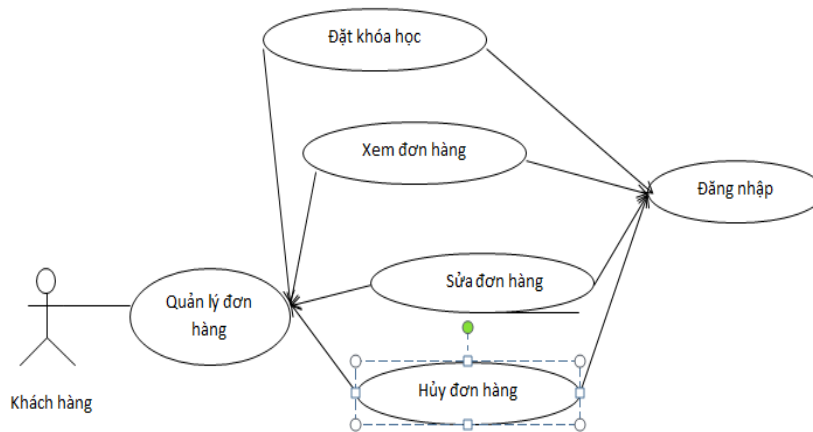 Đặt khóa học
Xem đơn hàng
Đăng nhập
Sửa đơn hàng
Quản lý đơn
hàng
Hủy đơn hàng
Khách hàng